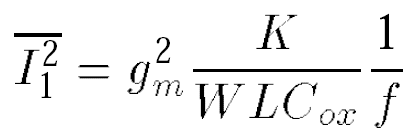 $\overline{I_1^2} = g_m^2 \frac{K}{WLC_{ox}} \frac{1}{f}$